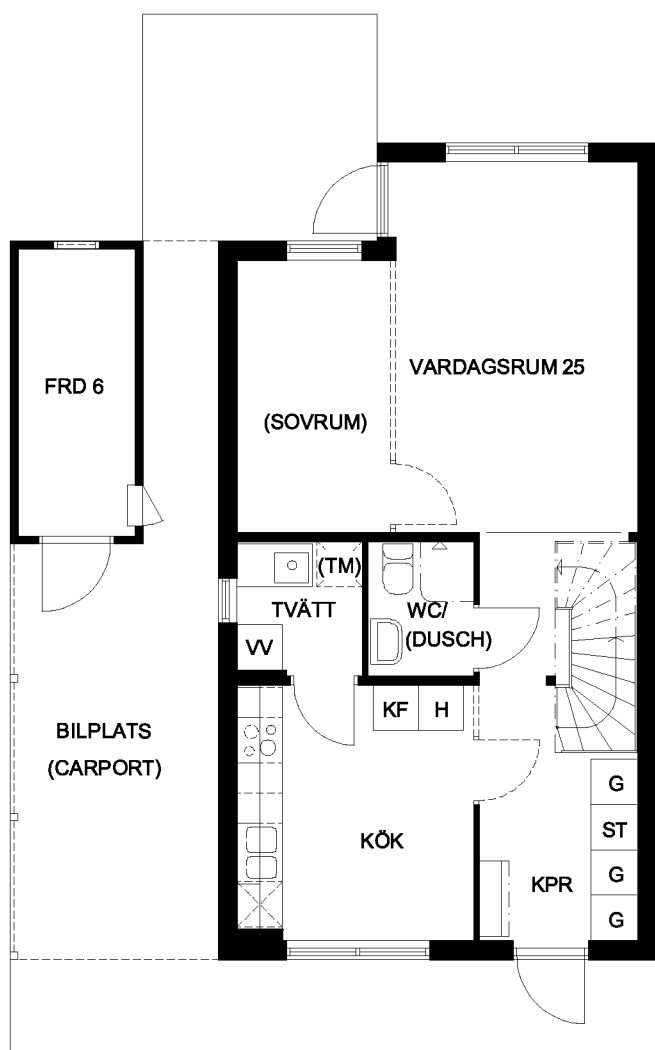 VARDAGSRUM 25
FRD 6
(SOVRUM)
(TM)
TVÄTT
WC/
(DUSCH)
VV
KF
H
BILPLATS
(CARPORT)
G
ST
KÖK
KPR
G
G